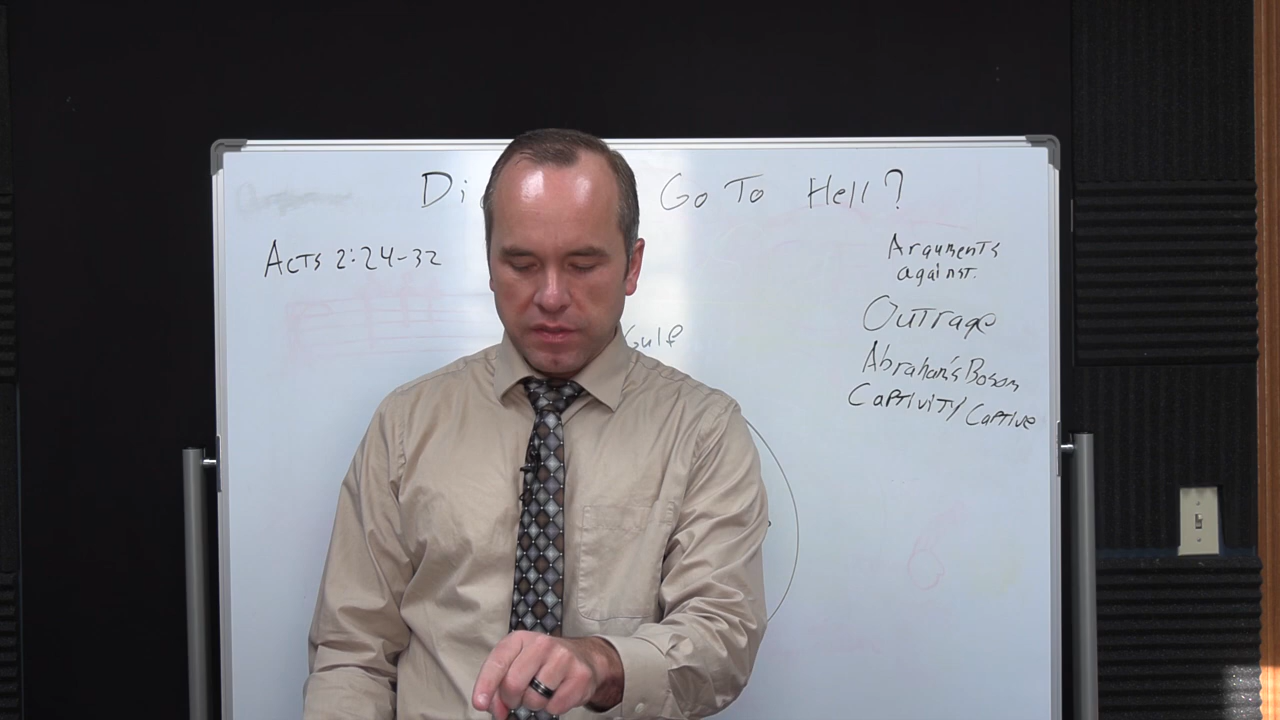 Di Go To Hell?
Acts 2:24-32
Gulf
Arguments
against.
Outrage
Abraham's Bosom
Captivity Captive